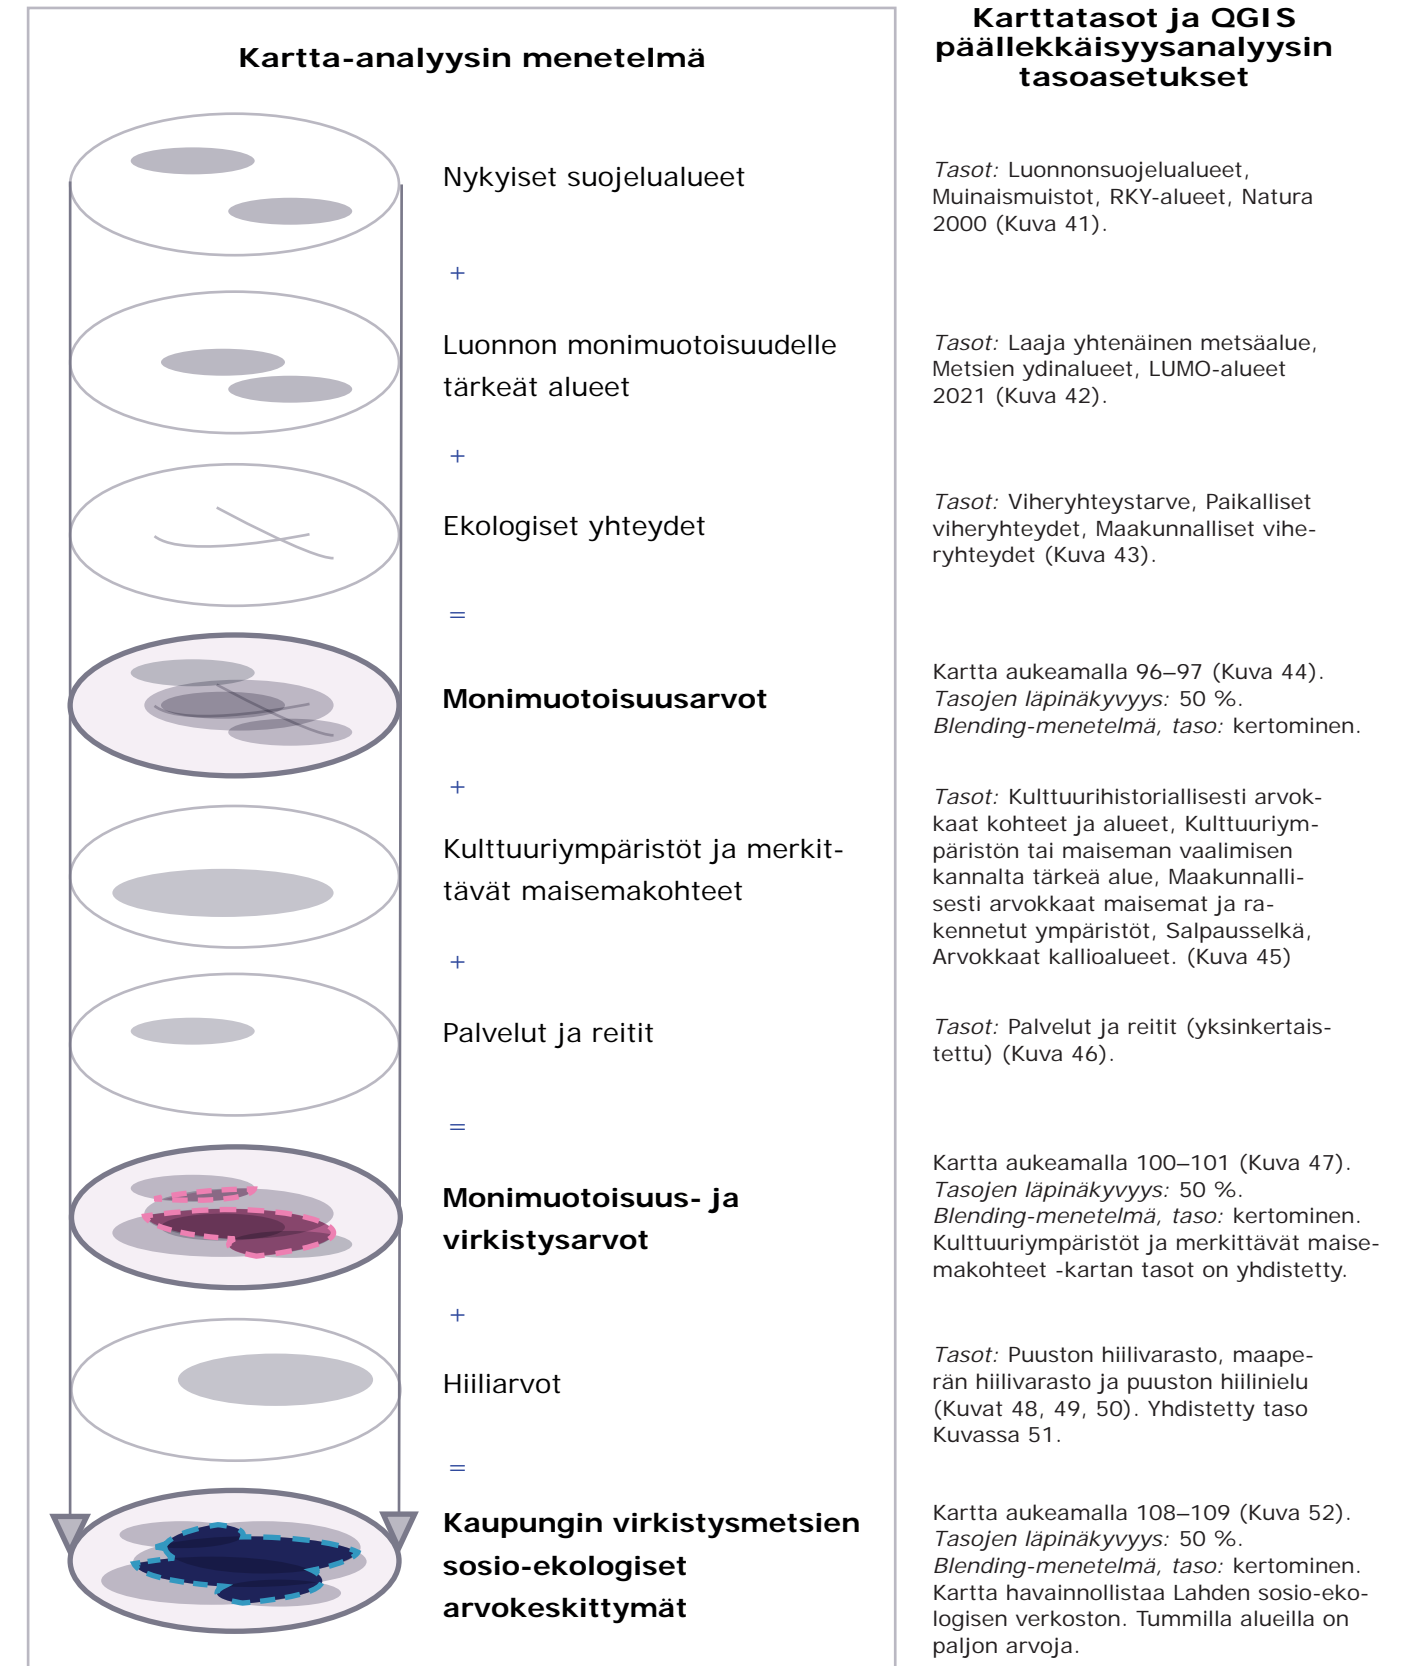 Kartta-analyysin menetelmä
Karttatasot ja QGIS
päällekkäisyysanalyysin
tasoasetukset
Nykyiset suojelualueet
Tasot: Luonnonsuojelualueet,
Muinaismuistot, RKY-alueet, Natura
2000 (Kuva 41).
+
Luonnon monimuotoisuudelle
tärkeät alueet
Tasot: Laaja yhtenäinen metsäalue,
Metsien ydinalueet, LUMO-alueet
2021 (Kuva 42).
+
Ekologiset yhteydet
Tasot: Viheryhteystarve, Paikalliset
viheryhteydet, Maakunnalliset vihe-
ryhteydet (Kuva 43).
=
Monimuotoisuusarvot
Kartta aukeamalla 96–97 (Kuva 44).
Tasojen läpinäkyvyys: 50 %.
Blending-menetelmä, taso: kertominen.
+
Kulttuuriympäristöt ja merkit-
tävät maisemakohteet
Tasot: Kulttuurihistoriallisesti arvok-
kaat kohteet ja alueet, Kulttuuriym-
päristön tai maiseman vaalimisen
kannalta tärkeä alue, Maakunnalli-
sesti arvokkaat maisemat ja ra-
kennetut ympäristöt, Salpausselkä,
Arvokkaat kallioalueet. (Kuva 45)
+
Palvelut ja reitit
Tasot: Palvelut ja reitit (yksinkertais-
tettu) (Kuva 46).
=
Monimuotoisuus- ja
virkistysarvot
Kartta aukeamalla 100–101 (Kuva 47).
Tasojen läpinäkyvyys: 50 %.
Blending-menetelmä, taso: kertominen.
Kulttuuriympäristöt ja merkittävät maise-
makohteet -kartan tasot on yhdistetty.
+
Hiiliarvot
Tasot: Puuston hiilivarasto, maape-
rän hiilivarasto ja puuston hiilinielu
(Kuvat 48, 49, 50). Yhdistetty taso
Kuvassa 51.
=
Kaupungin virkistysmetsien
sosio-ekologiset
arvokeskittymät
Kartta aukeamalla 108–109 (Kuva 52).
Tasojen läpinäkyvyys: 50 %.
Blending-menetelmä, taso: kertominen.
Kartta havainnollistaa Lahden sosio-eko-
logisen verkoston. Tummilla alueilla on
paljon arvoja.